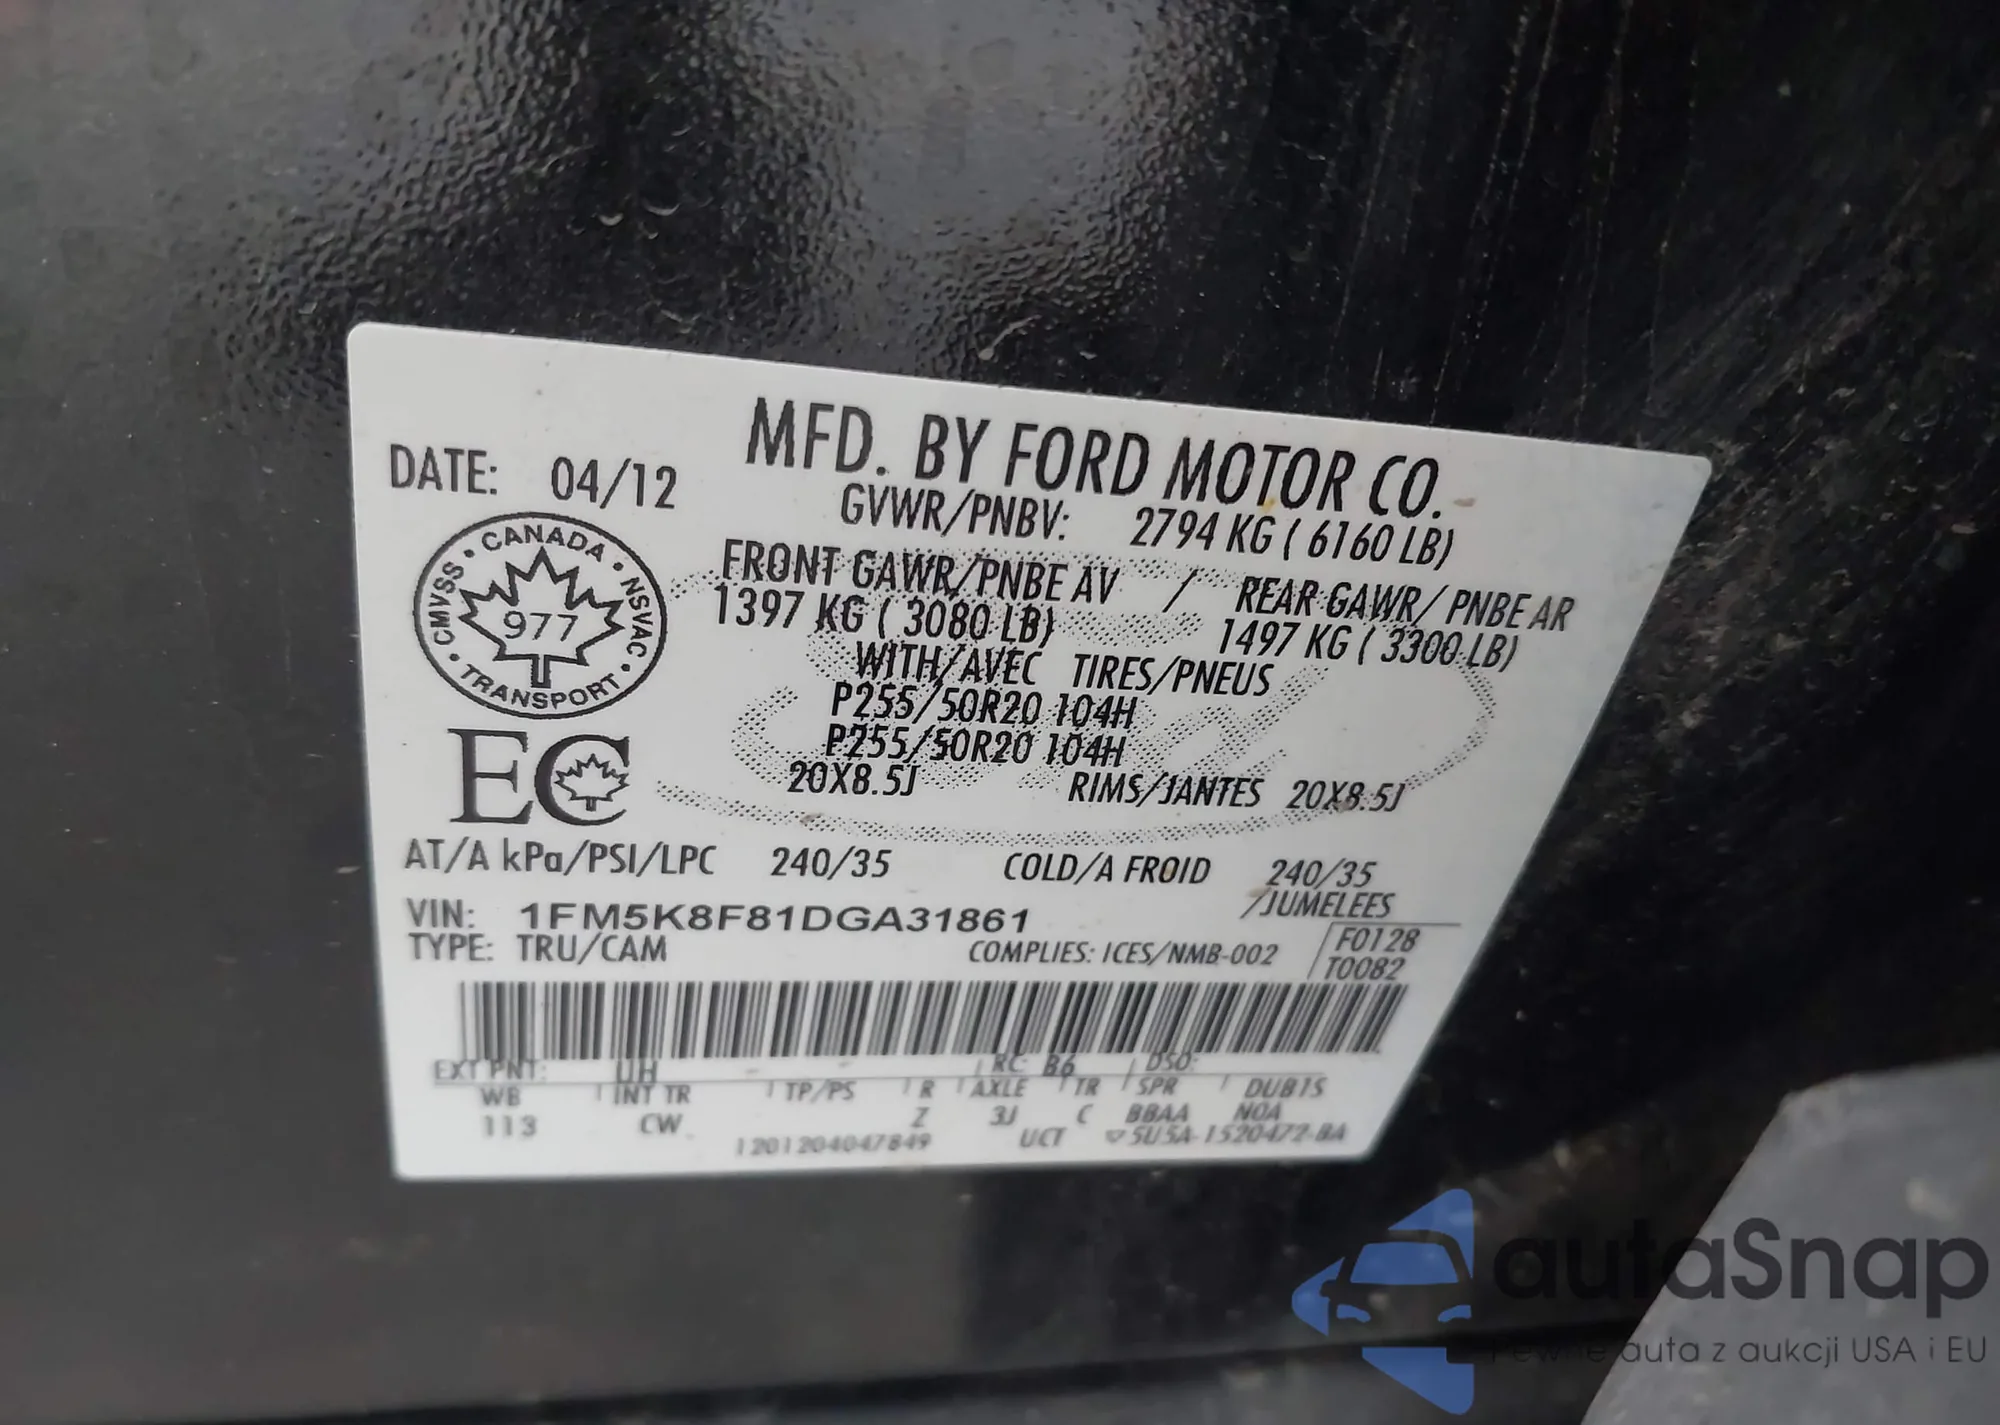 MFD. BY FORD MOTOR CO.
DATE: 04/12
GVWR/PNBV: 2794 KG ( 6160 LB)
CANADA
CMVSS
NSVAC
977
TRANSPORT
FRONT GAWR/PNBE AV / REAR GAWR/ PNBE AR
1397 KG ( 3080 LB) 1497 KG ( 3300 LB)
WITH/AVEC TIRES/PNEUS
P255/50R20 104H
P255/50R20 104H
EC
20X8.5J RIMS/JANTES 20X8.5J
AT/A kPa/PSI/LPC 240/35 COLD/A FROID 240/35
/JUMELEES
VIN: 1FM5K8F81DGA31861
TYPE: TRU/CAM COMPLIES: ICES/NMB-002
F0128
T0082
EXT PNT: UH - - RC: B6 DSO:
WB INT TR TP/PS R AXLE TR SPR DUB15
113 CW Z 3J C BBAA NOA
1201204047849 UCT 5U5A-1520472-BA
autaSnap
Pewne auta z aukcji USA i EU